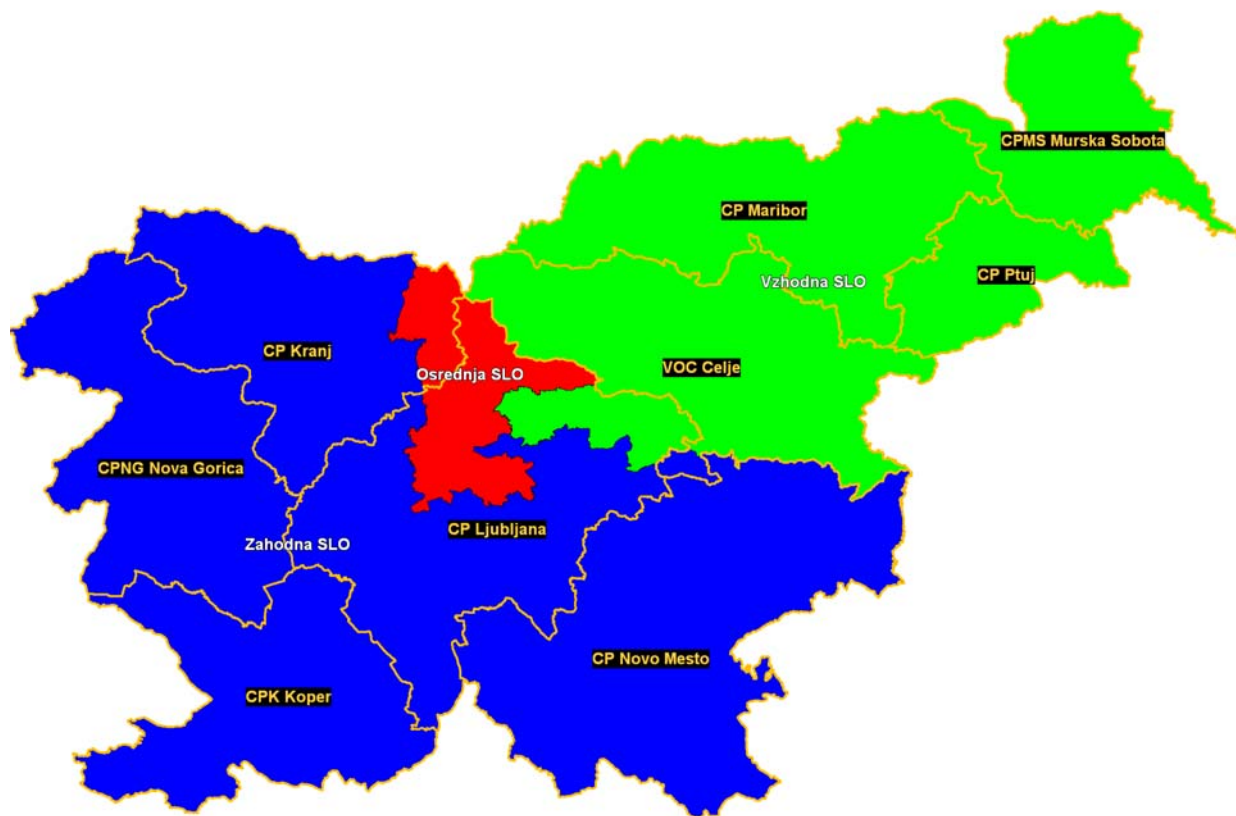 CPMS Murska Sobota
CP Maribor
CP Ptuj
Vzhodna SLO
CP Kranj
VOC Celje
Osrednja SLO
CPNG Nova Gorica
CP Ljubljana
Zahodna SLO
CP Novo Mesto
CPK Koper